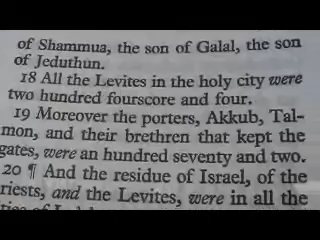 of Shammua, the son of Galal, the son
of Jeduthun.
18 All the Levites in the holy city were
two hundred fourscore and four.
19 Moreover the porters, Akkub, Tal-
mon, and their brethren that kept the
gates, were an hundred seventy and two.
20 ¶ And the residue of Israel, of the
riests, and the Levites, were in all the